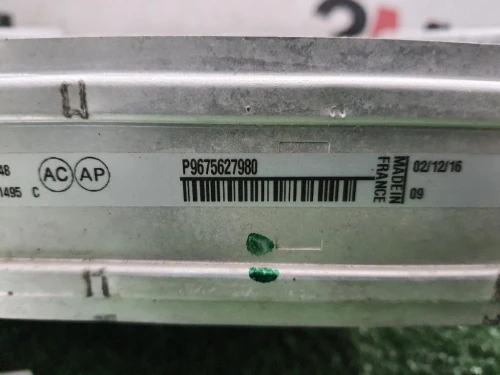 48
1495 C
AC AP
P9675627980
MADE IN
FRANCE
02/12/16
09